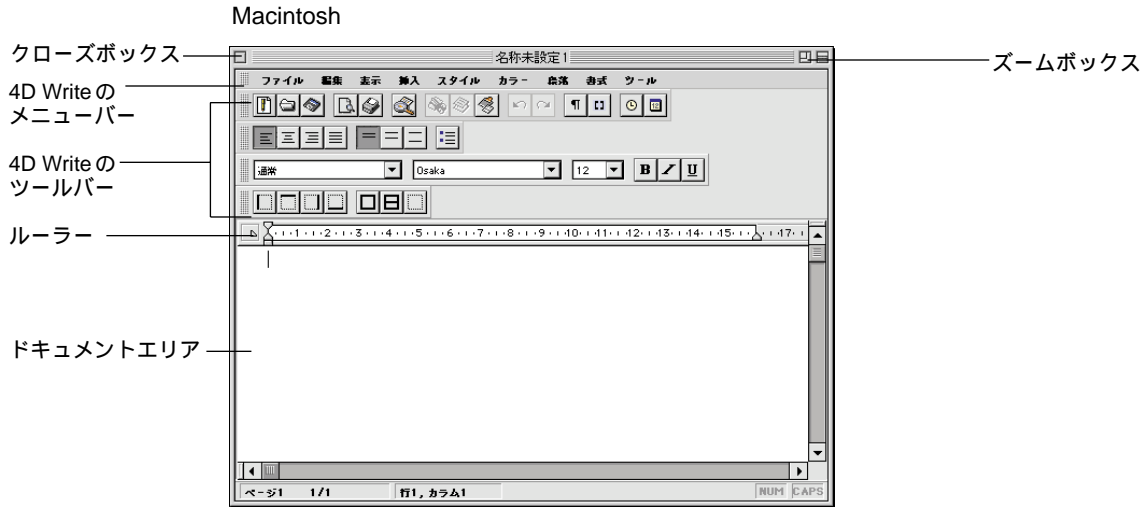 Macintosh
クローズボックス
名称未設定1
ズームボックス
4D Writeの
メニューバー
ファイル 編集 表示 挿入 スタイル カラー 段落 書式 ツール
4D Writeの
ツールバー
通常 Osaka 12 B I U
ルーラー
1 2 3 4 5 6 7 8 9 10 11 12 13 14 15 17
ドキュメントエリア
ページ1 1/1 行1, カラム1 NUM CAPS